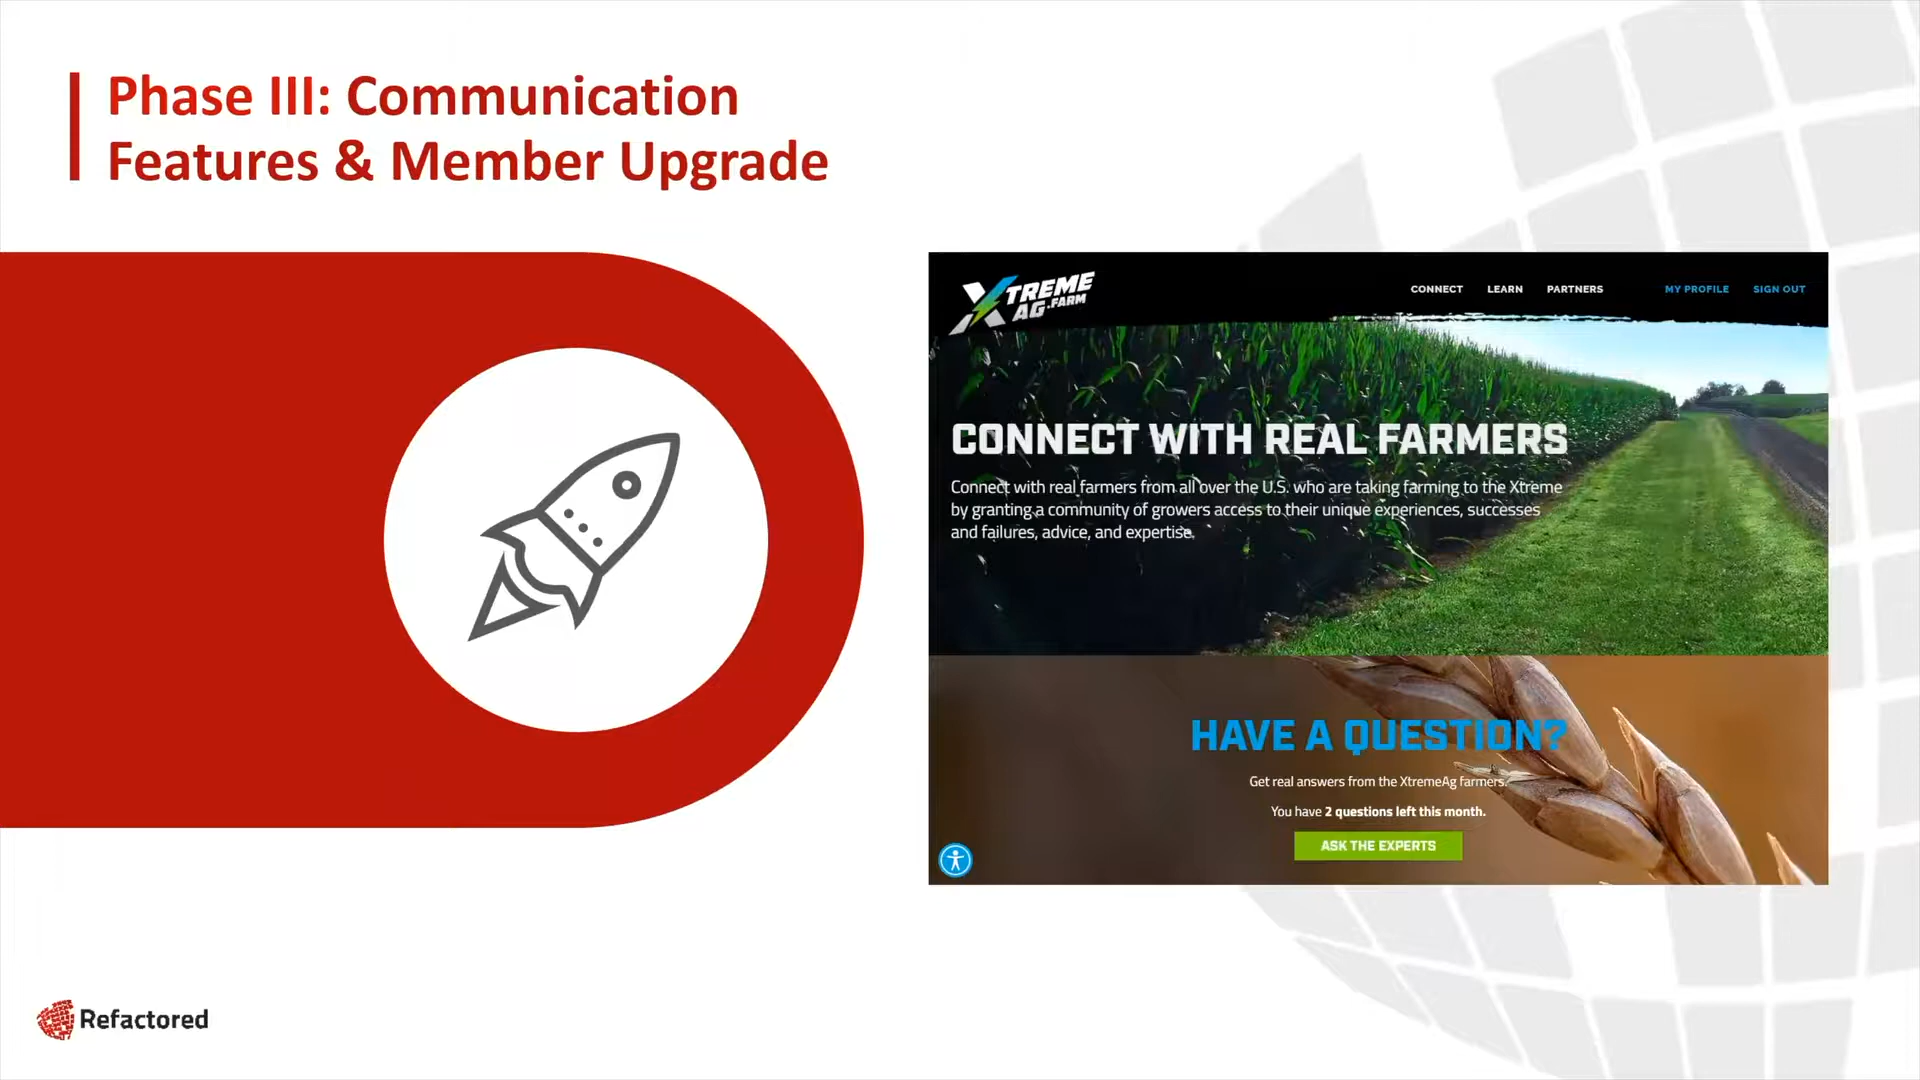 Phase III: Communication
Features & Member Upgrade
XTREME
AG.FARM
CONNECT
LEARN
PARTNERS
MY PROFILE
SIGN OUT
CONNECT WITH REAL FARMERS
Connect with real farmers from all over the U.S. who are taking farming to the Xtreme
by granting a community of growers access to their unique experiences, successes
and failures, advice, and expertise.
HAVE A QUESTION?
Get real answers from the XtremeAg farmers.
You have 2 questions left this month.
ASK THE EXPERTS
Refactored